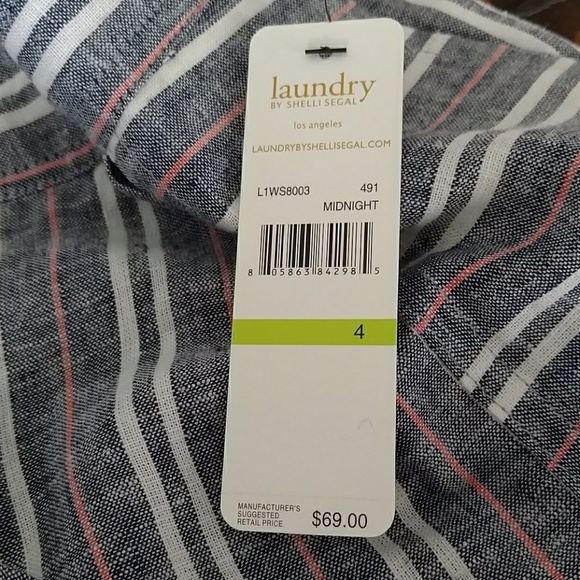 laundry
BY SHELLI SEGAL
los angeles
LAUNDRYBYSHELLISEGAL.COM
L1WS8003 491
MIDNIGHT
8 05863 84298 5
4
MANUFACTURER'S
SUGGESTED
RETAIL PRICE $69.00